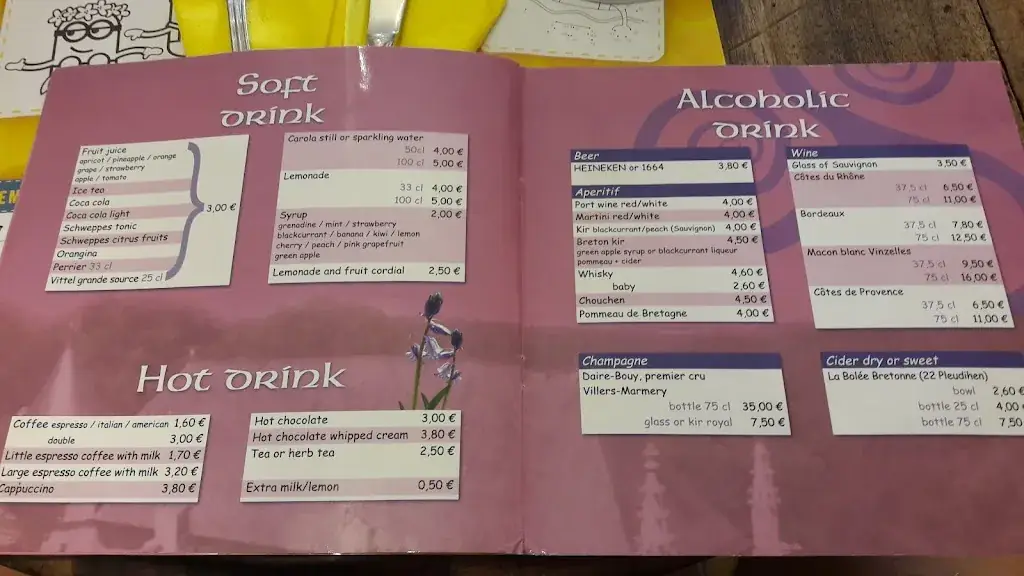 Soft
drink
Fruit juice
apricot / pineapple / orange
grape / strawberry
apple / tomato
Ice tea
Coca cola
Coca cola light
Schweppes tonic
Schweppes citrus fruits
Orangina
Perrier 33 cl
Vittel grande source 25 cl
3,00 €
Carola still or sparkling water
50cl 4,00 €
100 cl 5,00 €
Lemonade
33 cl 4,00 €
100 cl 5,00 €
Syrup 2,00 €
grenadine / mint / strawberry
blackcurrant / banana / kiwi / lemon
cherry / peach / pink grapefruit
green apple
Lemonade and fruit cordial 2,50 €
Hot drink
Coffee espresso / italian / american 1,60 €
double 3,00 €
Little espresso coffee with milk 1,70 €
Large espresso coffee with milk 3,20 €
Cappuccino 3,80 €
Hot chocolate 3,00 €
Hot chocolate whipped cream 3,80 €
Tea or herb tea 2,50 €
Extra milk/lemon 0,50 €
Alcoholic
drink
Beer
HEINEKEN or 1664 3,80 €
Aperitif
Port wine red/white 4,00 €
Martini red/white 4,00 €
Kir blackcurrant/peach (Sauvignon) 4,00 €
Breton kir 4,50 €
green apple syrup or blackcurrant liqueur
pommeau + cider
Whisky 4,60 €
baby 2,60 €
Chouchen 4,50 €
Pommeau de Bretagne 4,00 €
Wine
Glass of Sauvignon 3,50 €
Côtes du Rhône
37,5 cl 6,50 €
75 cl 11,00 €
Bordeaux
37,5 cl 7,80 €
75 cl 12,50 €
Macon blanc Vinzelles
37,5 cl 9,50 €
75 cl 16,00 €
Côtes de Provence
37,5 cl 6,50 €
75 cl 11,00 €
Champagne
Daire-Bouy, premier cru
Villers-Marmery
bottle 75 cl 35,00 €
glass or kir royal 7,50 €
Cider dry or sweet
La Bolée Bretonne (22 Pleudihen)
bowl 2,60 €
bottle 25 cl 4,00
bottle 75 cl 7,50